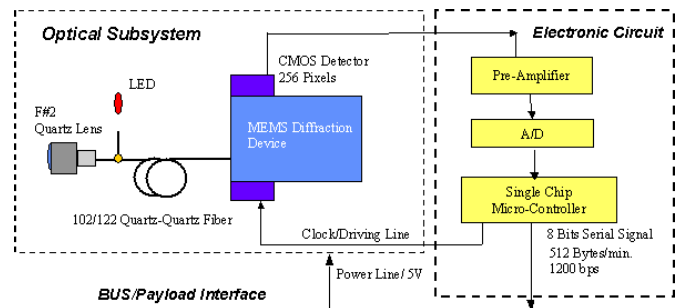 Optical Subsystem
Electronic Circuit
CMOS Detector
256 Pixels
LED
Pre-Amplifier
F#2
Quartz Lens
MEMS Diffraction
Device
A/D
Single Chip
Micro-Controller
102/122 Quartz-Quartz Fiber
Clock/Driving Line
8 Bits Serial Signal
512 Bytes/min.
1200 bps
Power Line/ 5V
BUS/Payload Interface